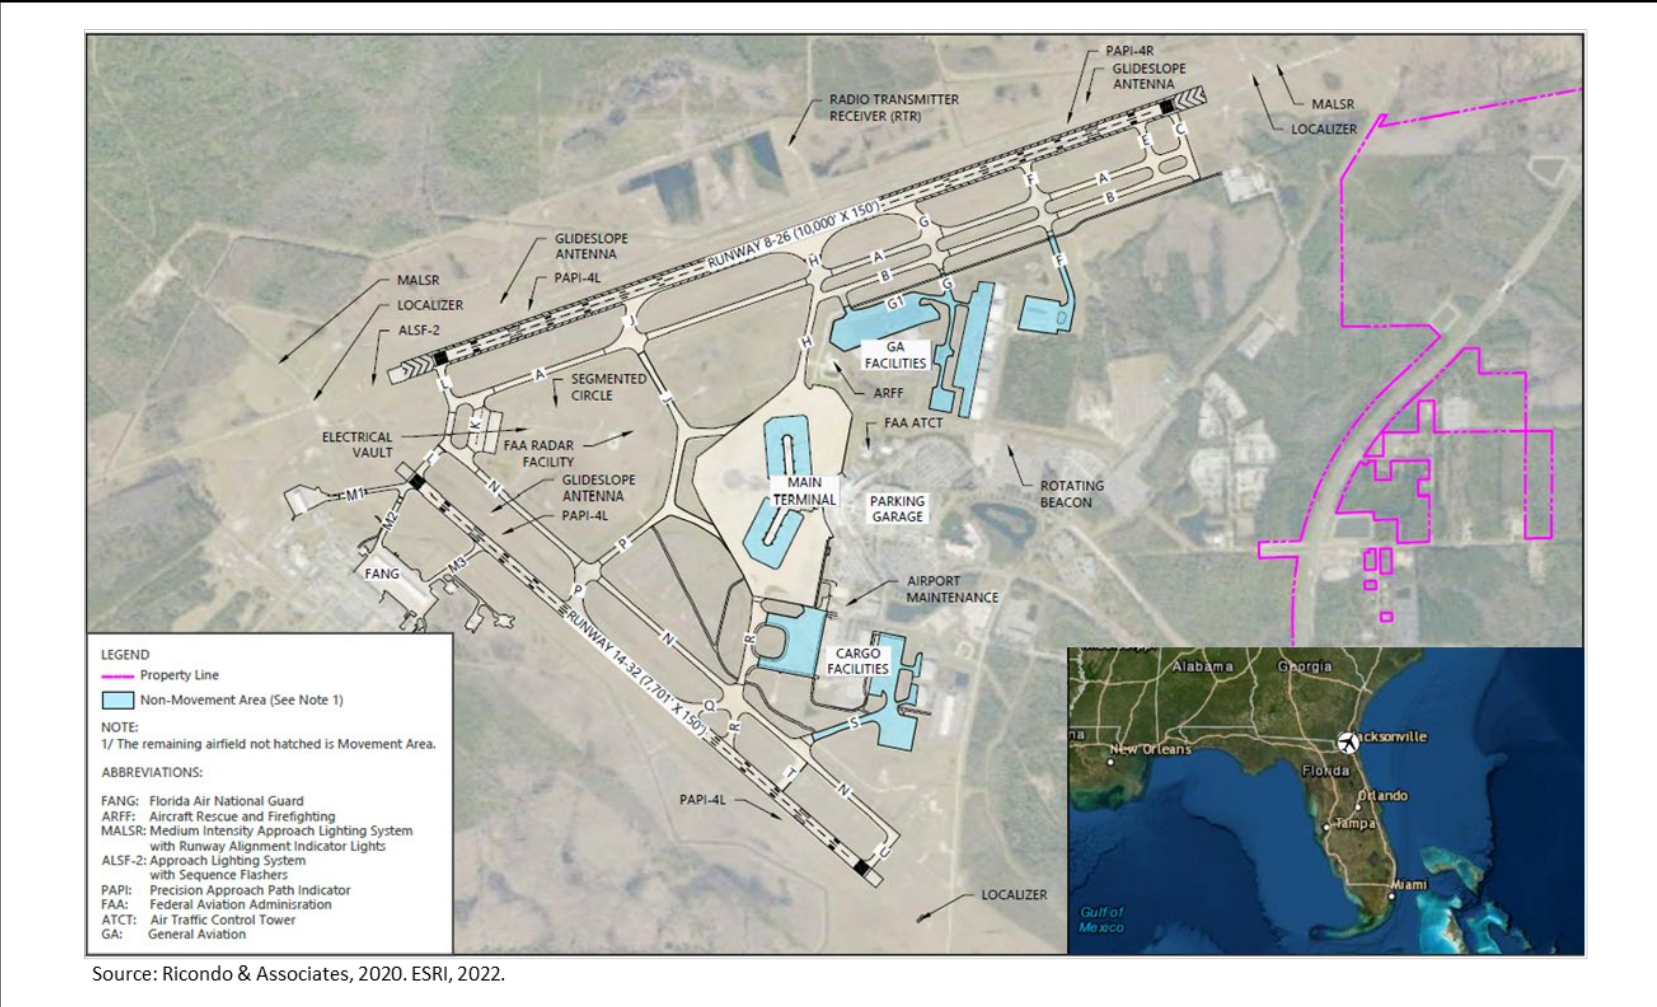 PAPI-4R
GLIDESLOPE
ANTENNA
MALSR
LOCALIZER
RADIO TRANSMITTER
RECEIVER (RTR)
C
E
F
A
B
G
RUNWAY 8-26 (10,000' X 150')
H
A
B
G
F
G1
GLIDESLOPE
ANTENNA
PAPI-4L
MALSR
LOCALIZER
ALSF-2
J
H
GA
FACILITIES
ARFF
L
A
SEGMENTED
CIRCLE
J
K
ELECTRICAL
VAULT
FAA RADAR
FACILITY
FAA ATCT
L
GLIDESLOPE
ANTENNA
PAPI-4L
N
M1
M2
M3
FANG
MAIN
TERMINAL
PARKING
GARAGE
ROTATING
BEACON
P
P
AIRPORT
MAINTENANCE
RUNWAY 14-32 (7,701' X 150')
N
R
CARGO
FACILITIES
Q
R
S
T
N
U
PAPI-4L
LOCALIZER
LEGEND
Property Line
Non-Movement Area (See Note 1)
NOTE:
1/ The remaining airfield not hatched is Movement Area.
ABBREVIATIONS:
FANG: Florida Air National Guard
ARFF: Aircraft Rescue and Firefighting
MALSR: Medium Intensity Approach Lighting System
with Runway Alignment Indicator Lights
ALSF-2: Approach Lighting System
with Sequence Flashers
PAPI: Precision Approach Path Indicator
FAA: Federal Aviation Adminisration
ATCT: Air Traffic Control Tower
GA: General Aviation
Alabama
Georgia
na
New Orleans
acksonville
Florida
Orlando
Tampa
Miami
Gulf of
Mexico
Source: Ricondo & Associates, 2020. ESRI, 2022.